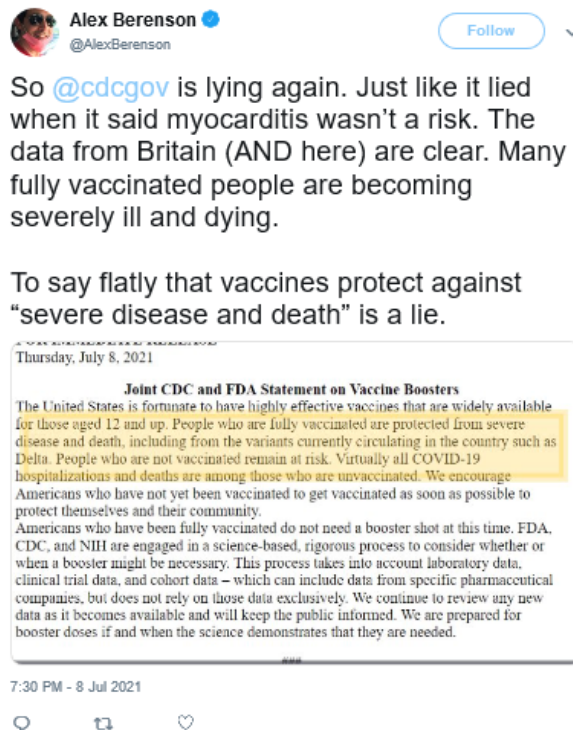 Alex Berenson
@AlexBerenson
Follow
So @cdcgov is lying again. Just like it lied
when it said myocarditis wasn’t a risk. The
data from Britain (AND here) are clear. Many
fully vaccinated people are becoming
severely ill and dying.
To say flatly that vaccines protect against
“severe disease and death” is a lie.
FOR IMMEDIATE RELEASE
Thursday, July 8, 2021
Joint CDC and FDA Statement on Vaccine Boosters
The United States is fortunate to have highly effective vaccines that are widely available
for those aged 12 and up. People who are fully vaccinated are protected from severe
disease and death, including from the variants currently circulating in the country such as
Delta. People who are not vaccinated remain at risk. Virtually all COVID-19
hospitalizations and deaths are among those who are unvaccinated. We encourage
Americans who have not yet been vaccinated to get vaccinated as soon as possible to
protect themselves and their community.
Americans who have been fully vaccinated do not need a booster shot at this time. FDA,
CDC, and NIH are engaged in a science-based, rigorous process to consider whether or
when a booster might be necessary. This process takes into account laboratory data,
clinical trial data, and cohort data – which can include data from specific pharmaceutical
companies, but does not rely on those data exclusively. We continue to review any new
data as it becomes available and will keep the public informed. We are prepared for
booster doses if and when the science demonstrates that they are needed.
###
7:30 PM - 8 Jul 2021